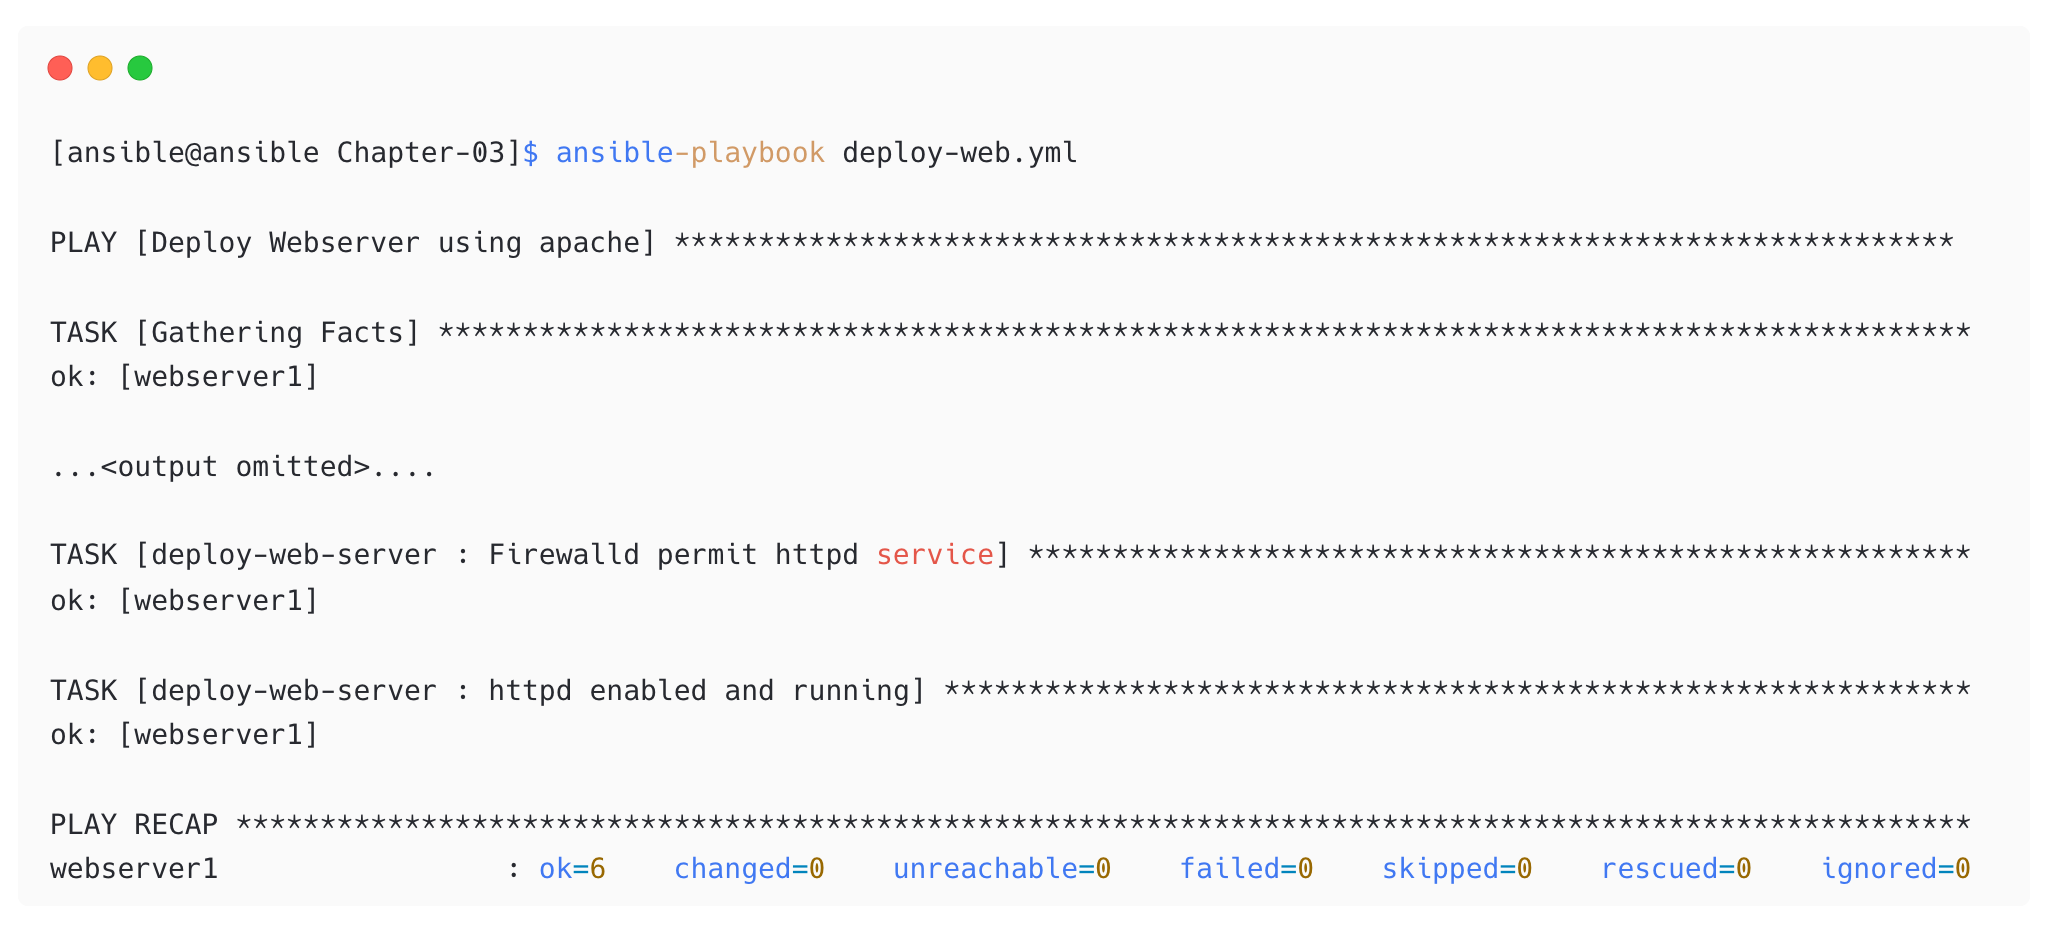 [ansible@ansible Chapter-03]$ ansible-playbook deploy-web.yml
PLAY [Deploy Webserver using apache] ****************************************************************************
TASK [Gathering Facts] *******************************************************************************************
ok: [webserver1]
...<output omitted>....
TASK [deploy-web-server : Firewalld permit httpd service] ********************************************************
ok: [webserver1]
TASK [deploy-web-server : httpd enabled and running] *************************************************************
ok: [webserver1]
PLAY RECAP *******************************************************************************************************
webserver1                 : ok=6    changed=0    unreachable=0    failed=0    skipped=0    rescued=0    ignored=0